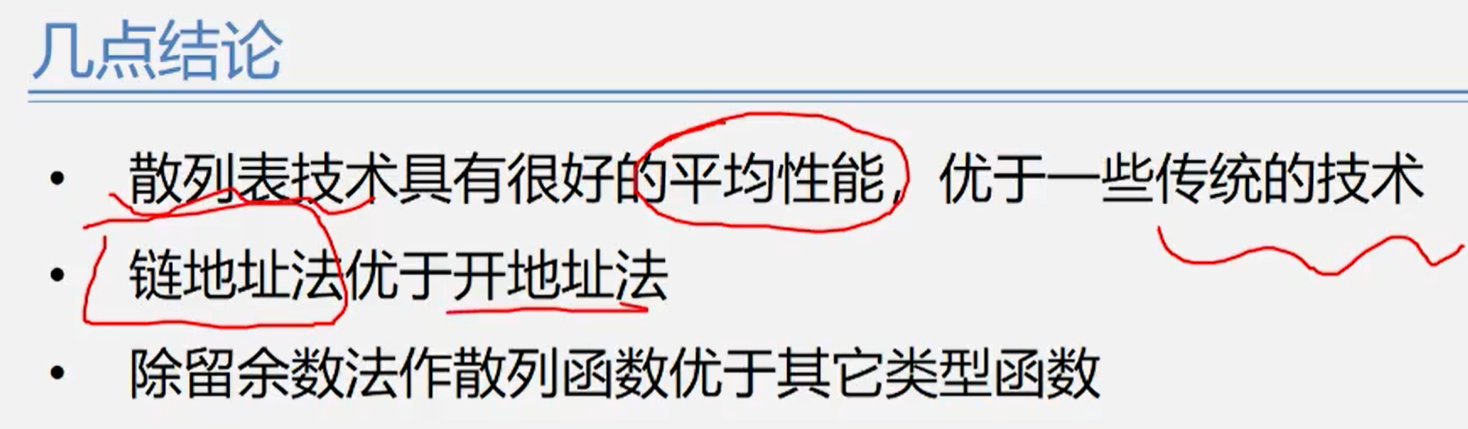 几点结论
• 散列表技术具有很好的平均性能，优于一些传统的技术
• 链地址法优于开地址法
• 除留余数法作散列函数优于其它类型函数